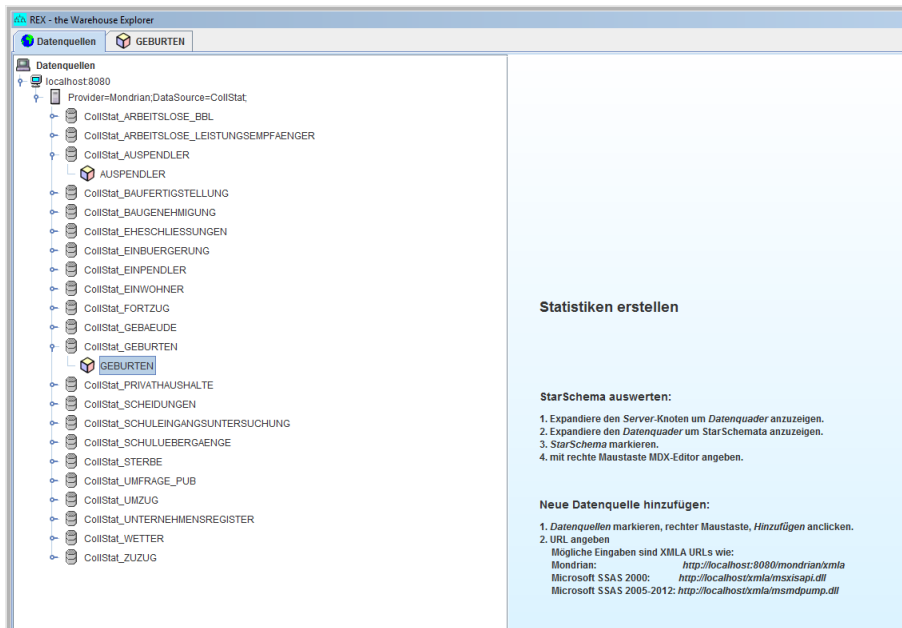 REX - the Warehouse Explorer
Datenquellen
GEBURTEN
Datenquellen
localhost:8080
Provider=Mondrian;DataSource=CollStat;
CollStat_ARBEITSLOSE_BBL
CollStat_ARBEITSLOSE_LEISTUNGSEMPFAENGER
CollStat_AUSPENDLER
AUSPENDLER
CollStat_BAUFERTIGSTELLUNG
CollStat_BAUGENEHMIGUNG
CollStat_EHESCHLIESSUNGEN
CollStat_EINBUERGERUNG
CollStat_EINPENDLER
CollStat_EINWOHNER
CollStat_FORTZUG
CollStat_GEBAEUDE
CollStat_GEBURTEN
GEBURTEN
CollStat_PRIVATHAUSHALTE
CollStat_SCHEIDUNGEN
CollStat_SCHULEINGANGSUNTERSUCHUNG
CollStat_SCHULUEBERGAENGE
CollStat_STERBE
CollStat_UMFRAGE_PUB
CollStat_UMZUG
CollStat_UNTERNEHMENSREGISTER
CollStat_WETTER
CollStat_ZUZUG
Statistiken erstellen
StarSchema auswerten:
1. Expandiere den Server-Knoten um Datenquader anzuzeigen.
2. Expandiere den Datenquader um StarSchemata anzuzeigen.
3. StarSchema markieren.
4. mit rechte Maustaste MDX-Editor angeben.
Neue Datenquelle hinzufügen:
1. Datenquellen markieren, rechter Maustaste, Hinzufügen anclicken.
2. URL angeben
Mögliche Eingaben sind XMLA URLs wie:
Mondrian: http://localhost:8080/mondrian/xmla
Microsoft SSAS 2000: http://localhost/xmla/msxisapi.dll
Microsoft SSAS 2005-2012: http://localhost/xmla/msmdpump.dll